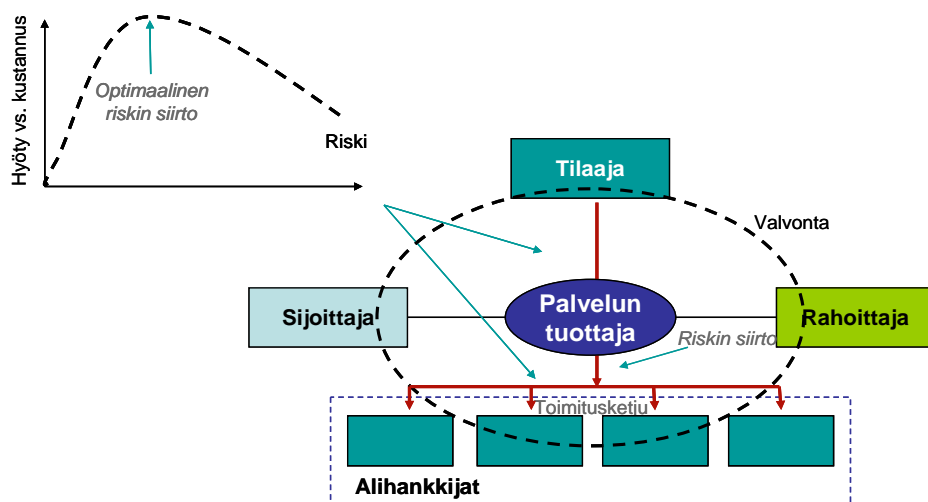 Hyöty vs. kustannus
Optimaalinen
riskin siirto
Riski
Tilaaja
Valvonta
Sijoittaja
Palvelun
tuottaja
Rahoittaja
Riskin siirto
Toimitusketju
Alihankkijat